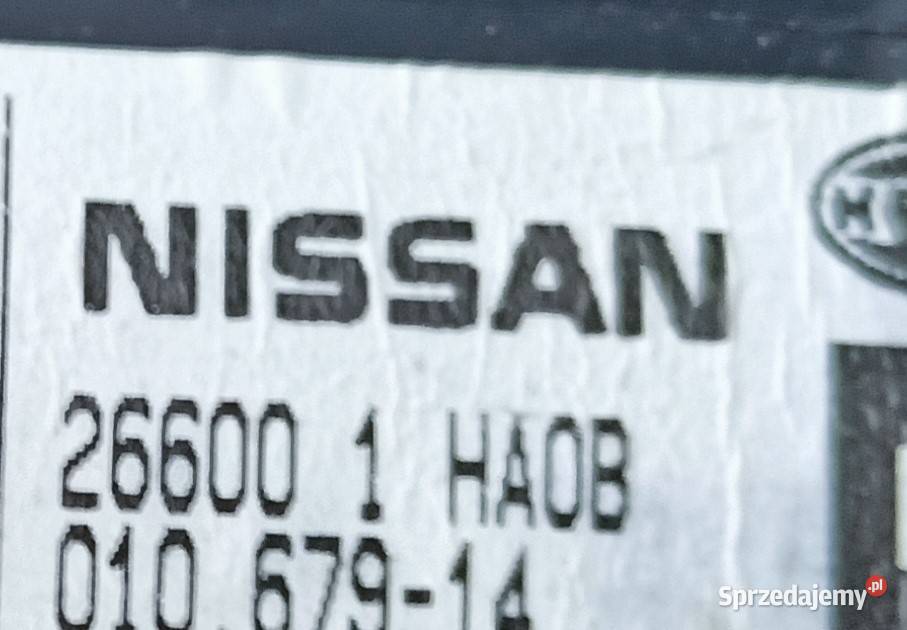 NISSAN
26600 1 HA0B
010.679-14
Sprzedajemy.pl